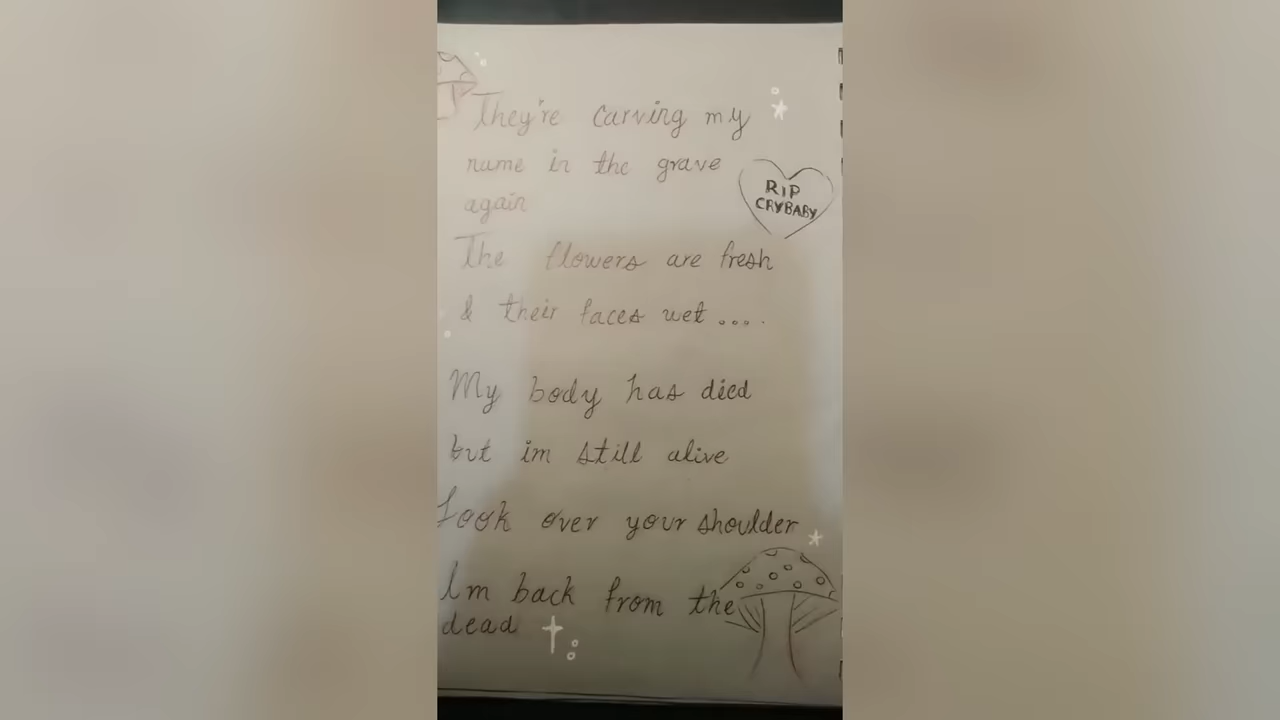 They're carving my
name in the grave
again
RIP
CRYBABY
The flowers are fresh
& their faces wet ....
My body has died
but im still alive
Look over your shoulder
Im back from the
dead